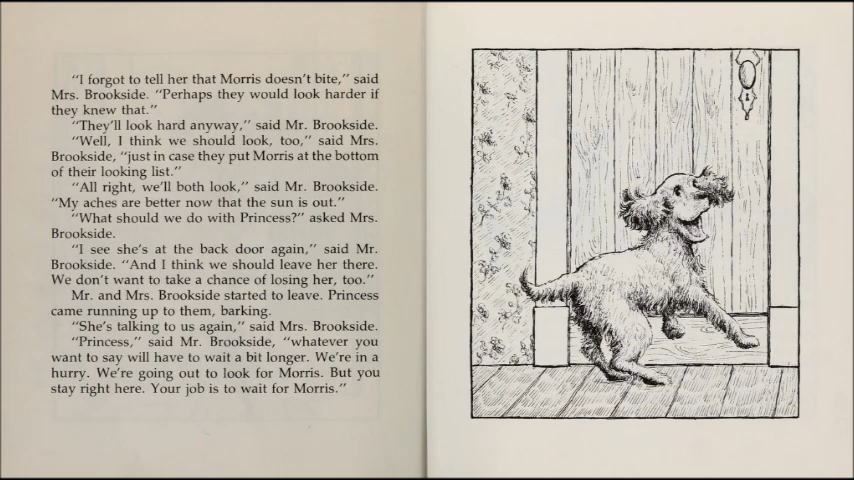 "I forgot to tell her that Morris doesn't bite," said
Mrs. Brookside. "Perhaps they would look harder if
they knew that."
"They'll look hard anyway," said Mr. Brookside.
"Well, I think we should look, too," said Mrs.
Brookside, "just in case they put Morris at the bottom
of their looking list."
"All right, we'll both look," said Mr. Brookside.
"My aches are better now that the sun is out."
"What should we do with Princess?" asked Mrs.
Brookside.
"I see she's at the back door again," said Mr.
Brookside. "And I think we should leave her there.
We don't want to take a chance of losing her, too."
Mr. and Mrs. Brookside started to leave. Princess
came running up to them, barking.
"She's talking to us again," said Mrs. Brookside.
"Princess," said Mr. Brookside, "whatever you
want to say will have to wait a bit longer. We're in a
hurry. We're going out to look for Morris. But you
stay right here. Your job is to wait for Morris."